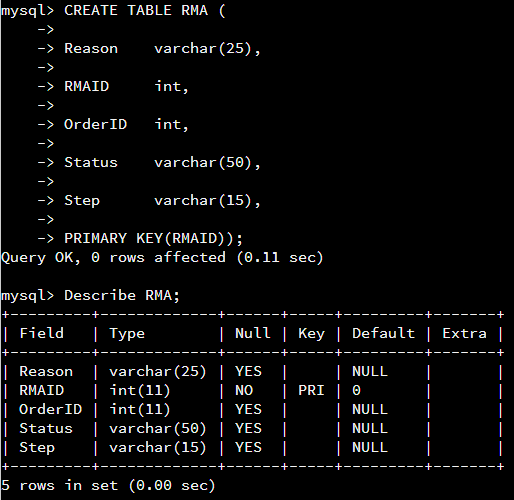 mysql> CREATE TABLE RMA (
    ->
    -> Reason    varchar(25),
    ->
    -> RMAID     int,
    ->
    -> OrderID   int,
    ->
    -> Status    varchar(50),
    ->
    -> Step      varchar(15),
    ->
    -> PRIMARY KEY(RMAID));
Query OK, 0 rows affected (0.11 sec)

mysql> Describe RMA;
+---------+-------------+------+-----+---------+-------+
| Field   | Type        | Null | Key | Default | Extra |
+---------+-------------+------+-----+---------+-------+
| Reason  | varchar(25) | YES  |     | NULL    |       |
| RMAID   | int(11)     | NO   | PRI | 0       |       |
| OrderID | int(11)     | YES  |     | NULL    |       |
| Status  | varchar(50) | YES  |     | NULL    |       |
| Step    | varchar(15) | YES  |     | NULL    |       |
+---------+-------------+------+-----+---------+-------+
5 rows in set (0.00 sec)